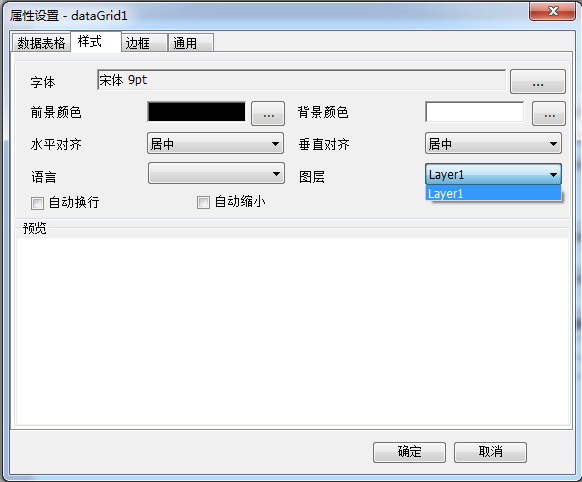 属性设置 - dataGrid1
数据表格 样式 边框 通用
字体 宋体 9pt ...
前景颜色 ... 背景颜色 ...
水平对齐 居中 垂直对齐 居中
语言 图层 Layer1
Layer1
自动换行 自动缩小
预览
确定 取消